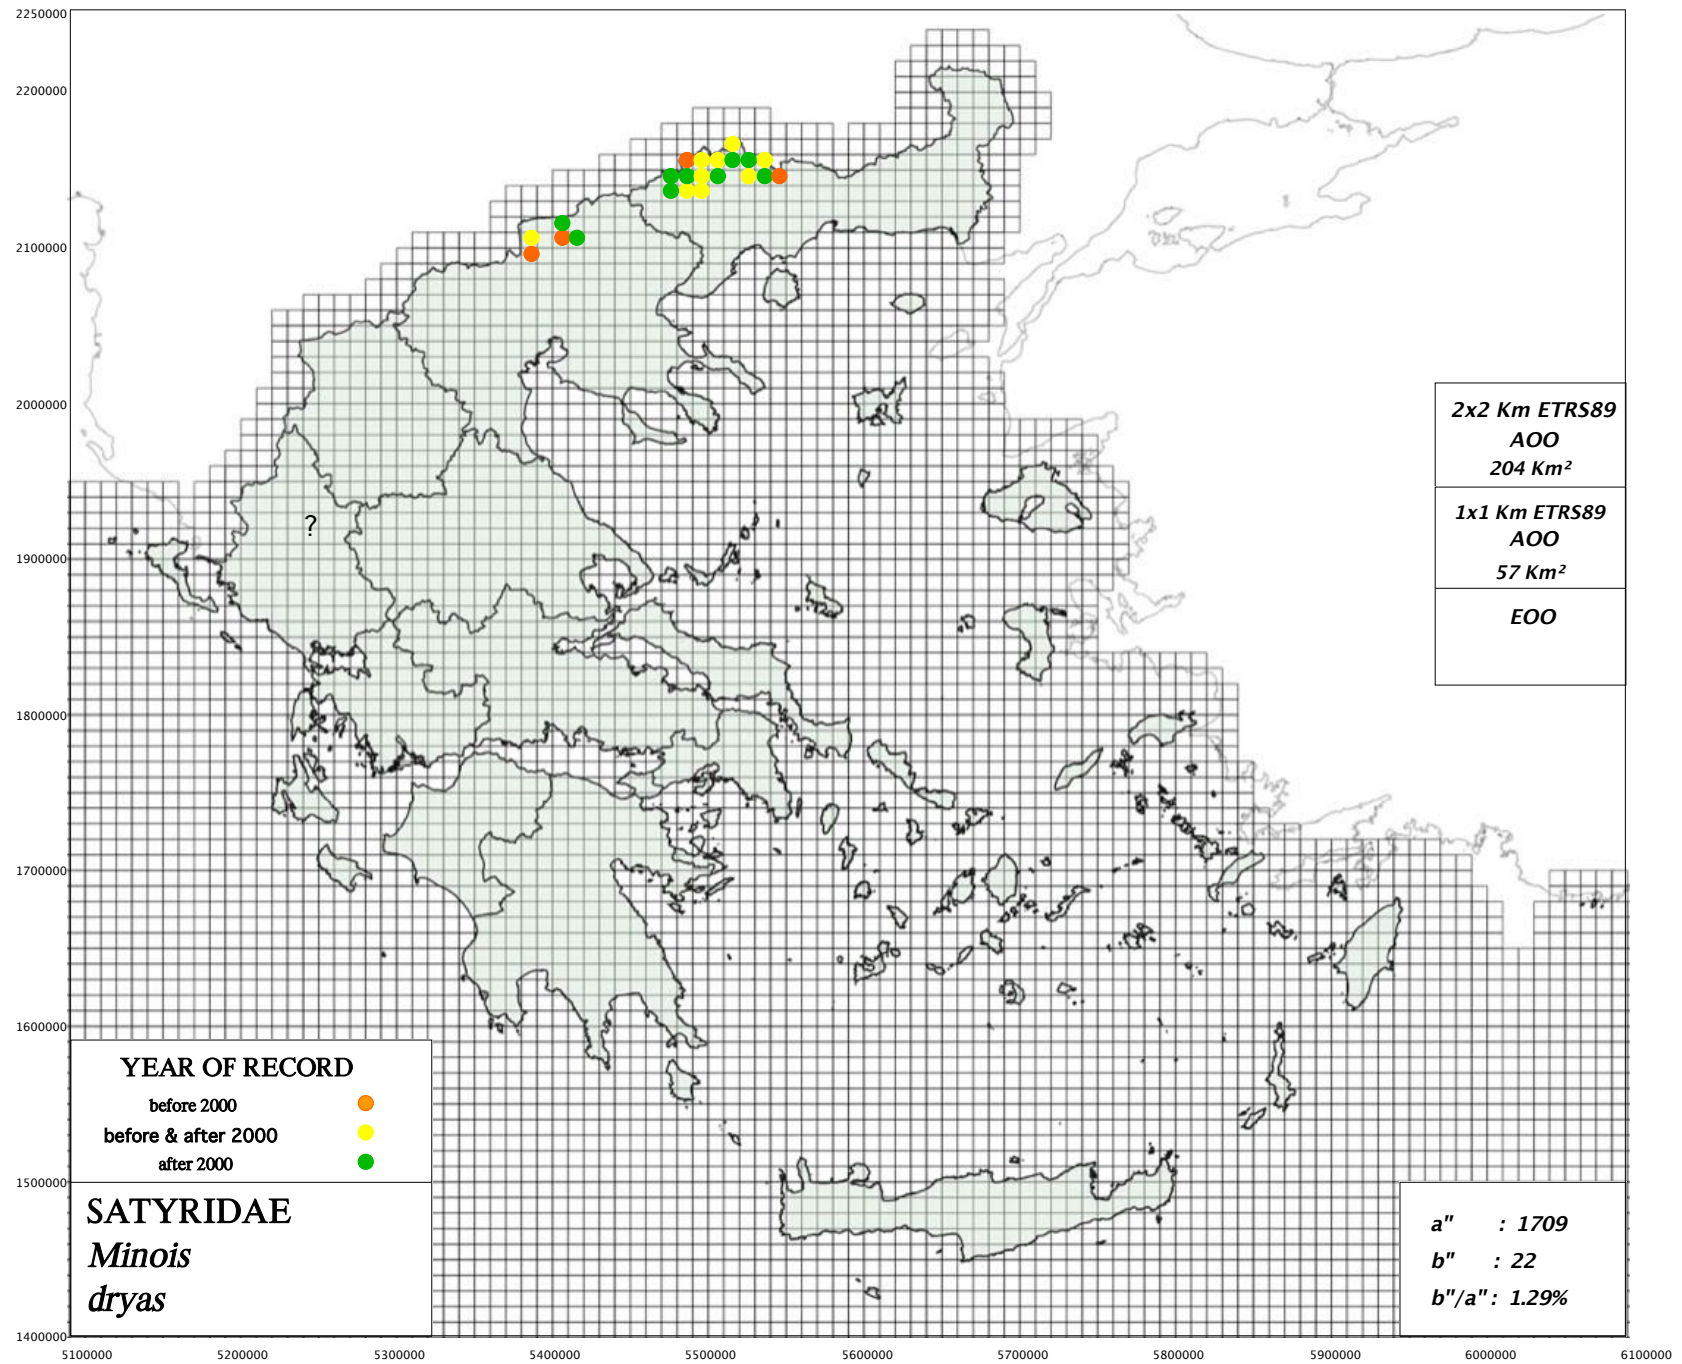 2250000
2200000
2100000
2000000
1900000
1800000
1700000
1600000
1500000
1400000
?
2x2 Km ETRS89
AOO
204 Km²
1x1 Km ETRS89
AOO
57 Km²
EOO
YEAR OF RECORD
before 2000
before & after 2000
after 2000
SATYRIDAE
Minois
dryas
a" : 1709
b" : 22
b"/a" : 1.29%
5100000 5200000 5300000 5400000 5500000 5600000 5700000 5800000 5900000 6000000 6100000